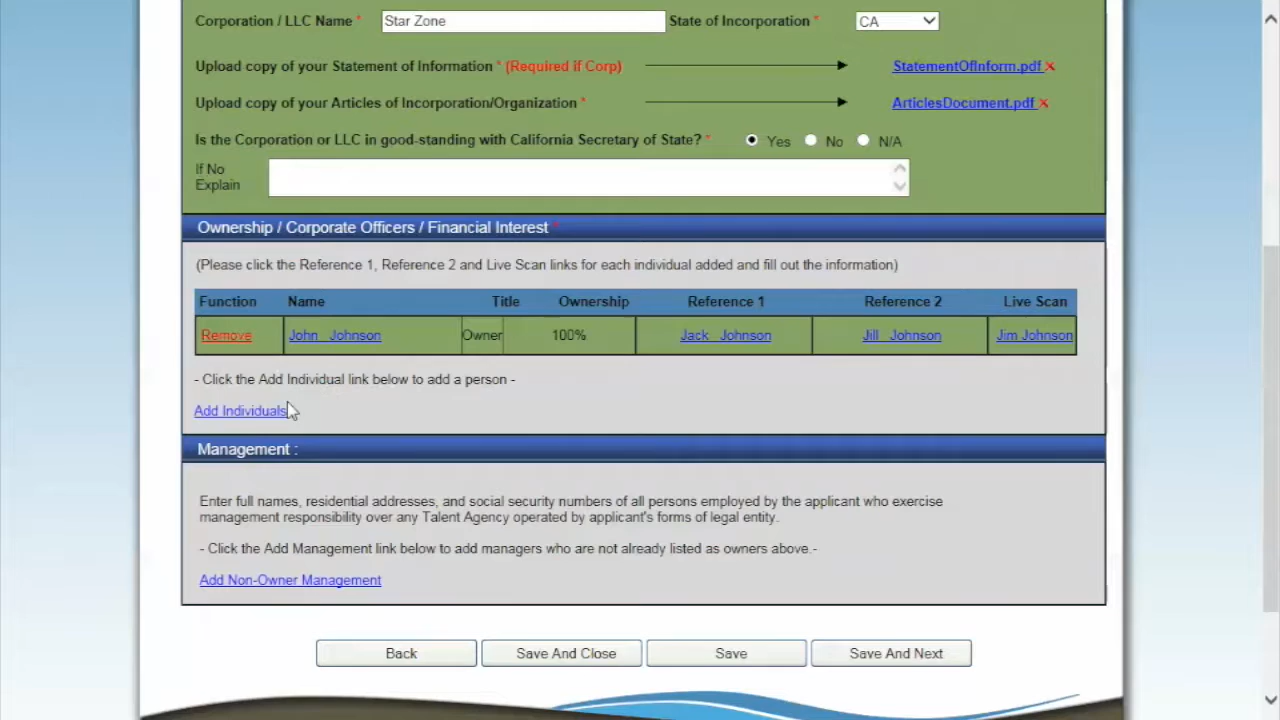 Corporation / LLC Name * Star Zone State of Incorporation * CA
Upload copy of your Statement of Information * (Required if Corp) StatementOfInform.pdf x
Upload copy of your Articles of Incorporation/Organization * ArticlesDocument.pdf x
Is the Corporation or LLC in good-standing with California Secretary of State? * Yes No N/A
If No
Explain
Ownership / Corporate Officers / Financial Interest *
(Please click the Reference 1, Reference 2 and Live Scan links for each individual added and fill out the information)
Function Name Title Ownership Reference 1 Reference 2 Live Scan
Remove John Johnson Owner 100% Jack Johnson Jill Johnson Jim Johnson
- Click the Add Individual link below to add a person -
Add Individuals
Management :
Enter full names, residential addresses, and social security numbers of all persons employed by the applicant who exercise
management responsibility over any Talent Agency operated by applicant's forms of legal entity.
- Click the Add Management link below to add managers who are not already listed as owners above.-
Add Non-Owner Management
Back Save And Close Save Save And Next